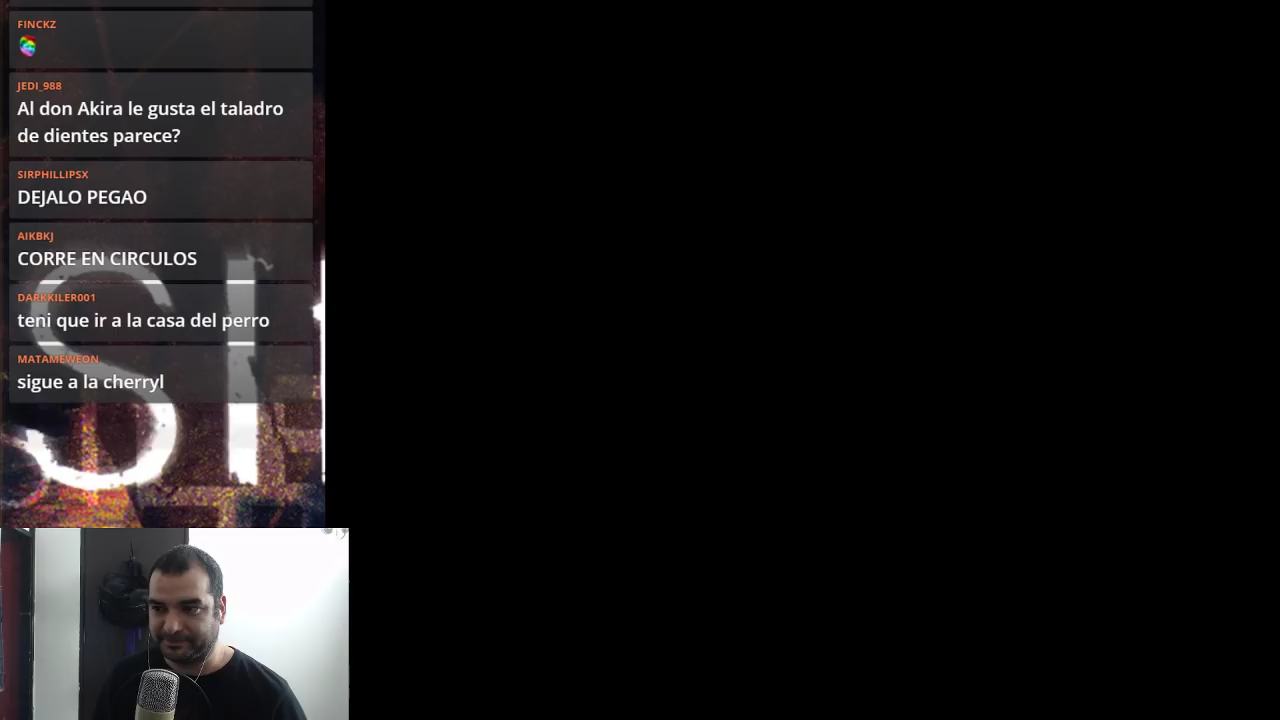 FINCKZ
JEDI_988
Al don Akira le gusta el taladro
de dientes parece?
SIRPHILLIPSX
DEJALO PEGAO
AIKBKJ
CORRE EN CIRCULOS
DARKKILER001
teni que ir a la casa del perro
MATAMEWEON
sigue a la cherryl
SI